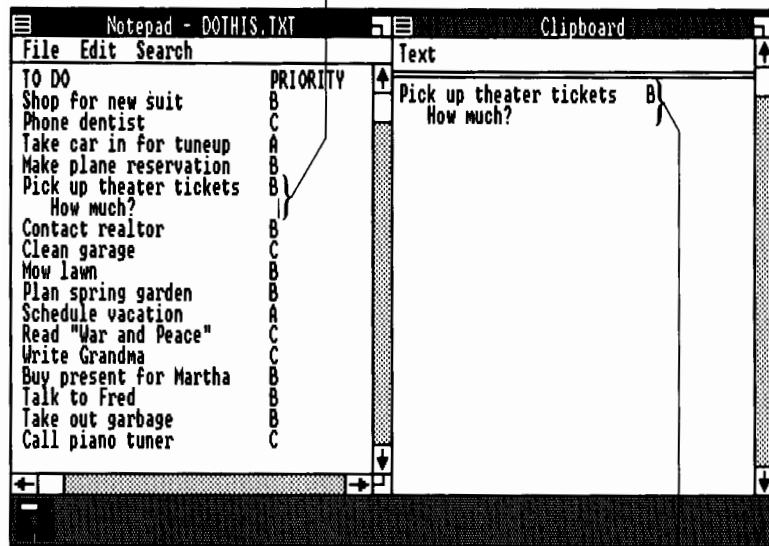 Notepad - DOTHIS.TXT
File Edit Search
TO DO PRIORITY
Shop for new suit B
Phone dentist C
Take car in for tuneup A
Make plane reservation B
Pick up theater tickets B
How much?
Contact realtor B
Clean garage C
Mow lawn B
Plan spring garden B
Schedule vacation A
Read "War and Peace" C
Write Grandma C
Buy present for Martha B
Talk to Fred B
Take out garbage B
Call piano tuner C
Clipboard
Text
Pick up theater tickets B
How much?